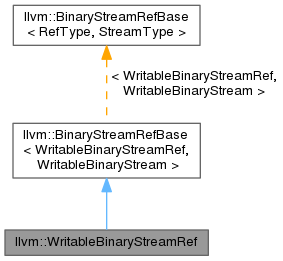 llvm::BinaryStreamRefBase
< RefType, StreamType >
< WritableBinaryStreamRef,
WritableBinaryStream >
llvm::BinaryStreamRefBase
< WritableBinaryStreamRef,
WritableBinaryStream >
llvm::WritableBinaryStreamRef